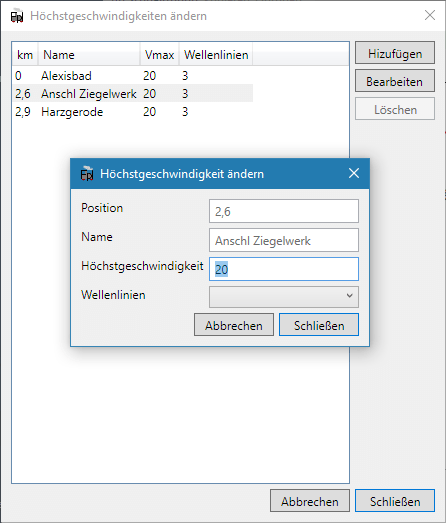 Höchstgeschwindigkeiten ändern
km Name Vmax Wellenlinien
0 Alexisbad 20 3
2,6 Anschl Ziegelwerk 20 3
2,9 Harzgerode 20 3
Hinzufügen
Bearbeiten
Löschen
Höchstgeschwindigkeit ändern
Position 2,6
Name Anschl Ziegelwerk
Höchstgeschwindigkeit 20
Wellenlinien
Abbrechen Schließen
Abbrechen Schließen